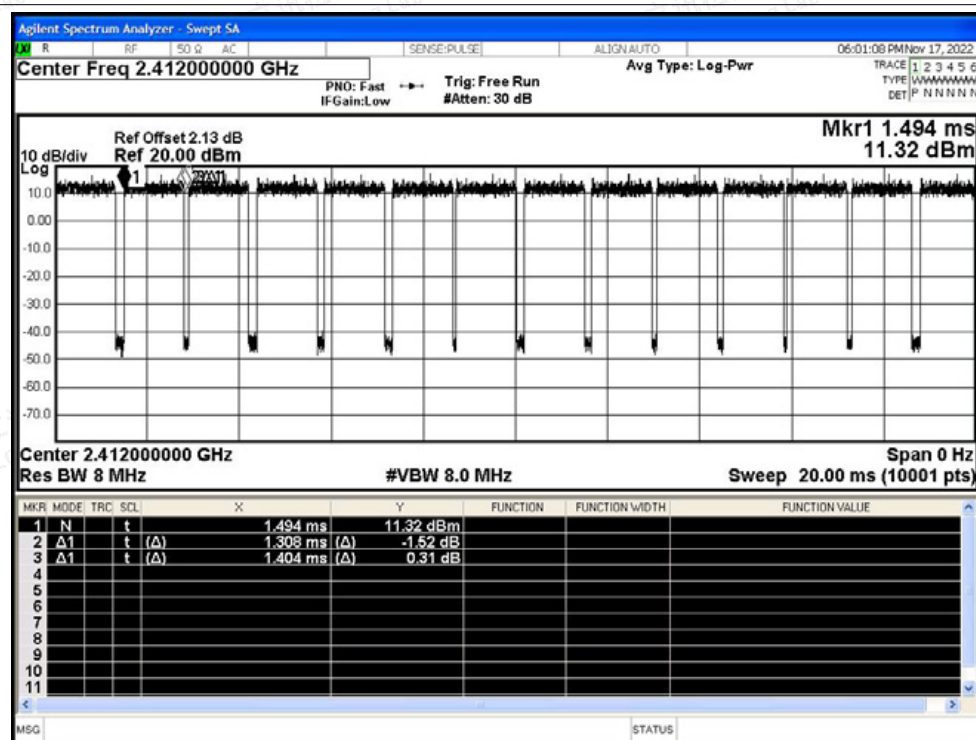 Agilent Spectrum Analyzer - Swept SA
R RF 50 Ω AC SENSE:PULSE ALIGNAUTO 06:01:08 PM Nov 17, 2022
Center Freq 2.412000000 GHz
PNO: Fast
IFGain:Low
Trig: Free Run
#Atten: 30 dB
Avg Type: Log-Pwr
TRACE 1 2 3 4 5 6
TYPE WWWWWW
DET P N N N N N
Mkr1 1.494 ms
11.32 dBm
Ref Offset 2.13 dB
10 dB/div Ref 20.00 dBm
Log
1
10.0
0.00
-10.0
-20.0
-30.0
-40.0
-50.0
-60.0
-70.0
Center 2.412000000 GHz Span 0 Hz
Res BW 8 MHz #VBW 8.0 MHz Sweep 20.00 ms (10001 pts)
MKR MODE TRC SCL X Y FUNCTION FUNCTION WIDTH FUNCTION VALUE
1 N t 1.494 ms 11.32 dBm
2 Δ1 t (Δ) 1.308 ms (Δ) -1.52 dB
3 Δ1 t (Δ) 1.404 ms (Δ) 0.31 dB
4
5
6
7
8
9
10
11
MSG STATUS